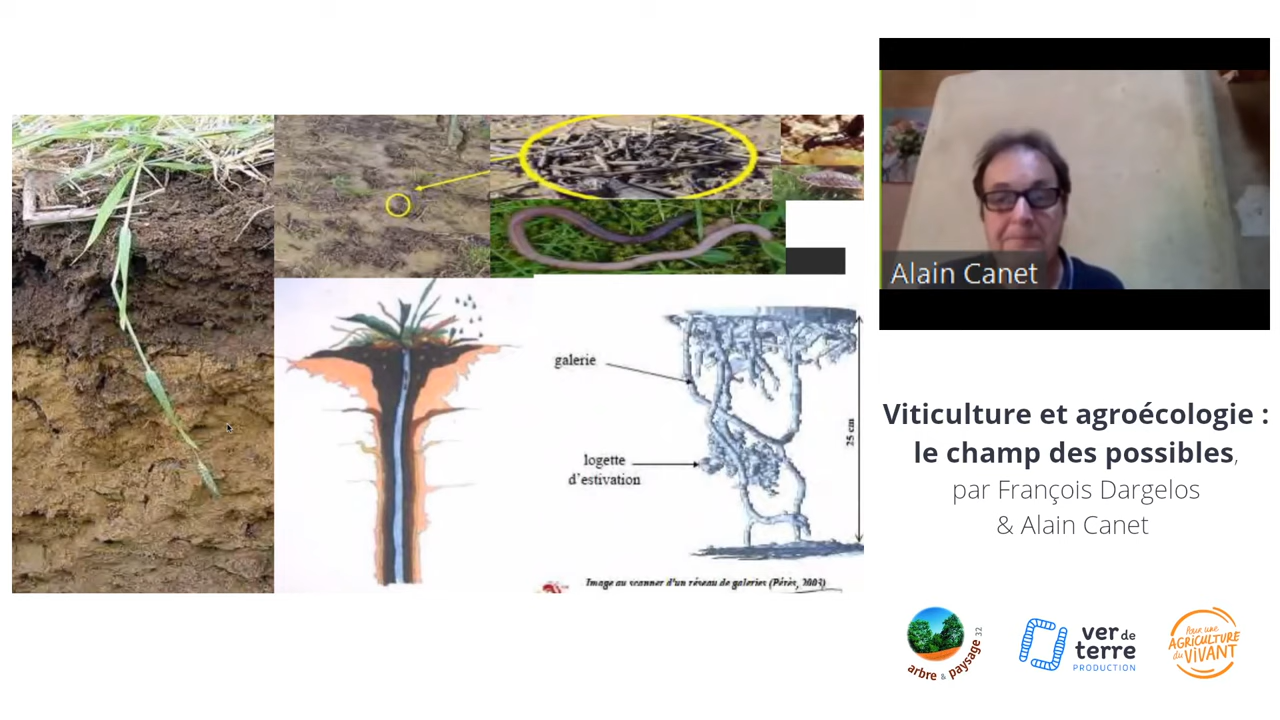 galerie
logette
d'estivation
25 cm
Image au scanner d'un réseau de galeries (Pérès, 2003)
Alain Canet
Viticulture et agroécologie :
le champ des possibles,
par François Dargelos
& Alain Canet
arbre & paysage 32
ver de
terre
PRODUCTION
Pour une
AGRICULTURE
du VIVANT